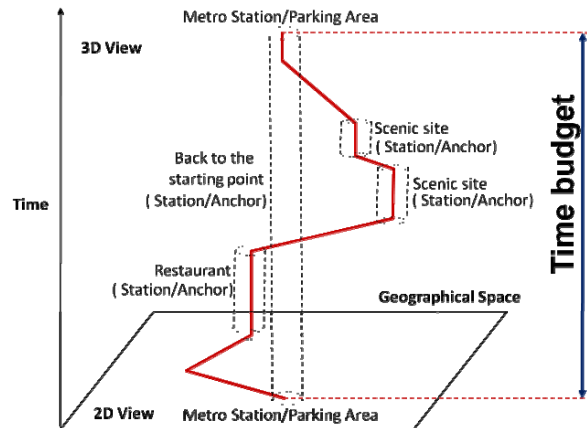 Metro Station/Parking Area
3D View
Scenic site
( Station/Anchor)
Back to the
starting point
( Station/Anchor)
Scenic site
( Station/Anchor)
Time
Time budget
Restaurant
( Station/Anchor)
Geographical Space
2D View
Metro Station/Parking Area